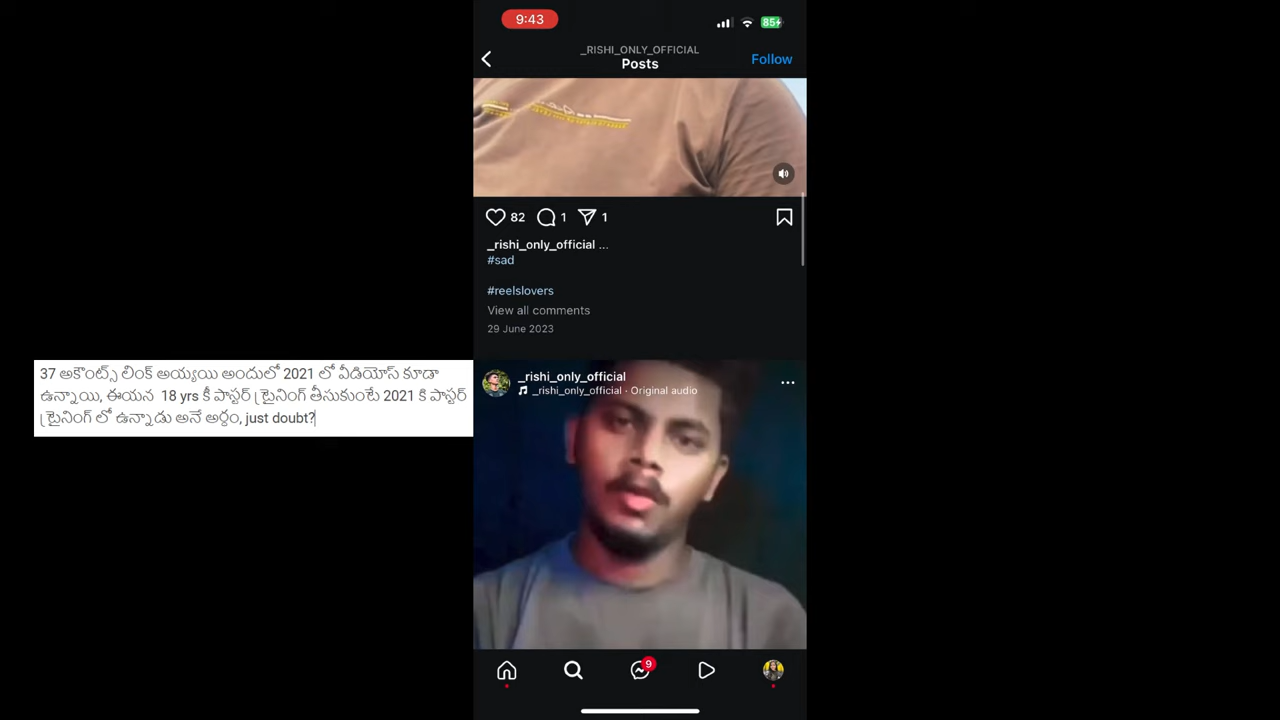 9:43
85
_RISHI_ONLY_OFFICIAL
Posts
Follow
82 1 1
_rishi_only_official ...
#sad
#reelslovers
View all comments
29 June 2023
_rishi_only_official
_rishi_only_official · Original audio
37 అకౌంట్స్ లింక్ అయ్యయి అందులో 2021 లో వీడియోస్ కూడా
ఉన్నాయి, ఈయన 18 yrs కీ పాస్టర్ ట్రైనింగ్ తీసుకుంటే 2021 కి పాస్టర్
ట్రైనింగ్ లో ఉన్నాడు అనే అర్ధం, just doubt?
9